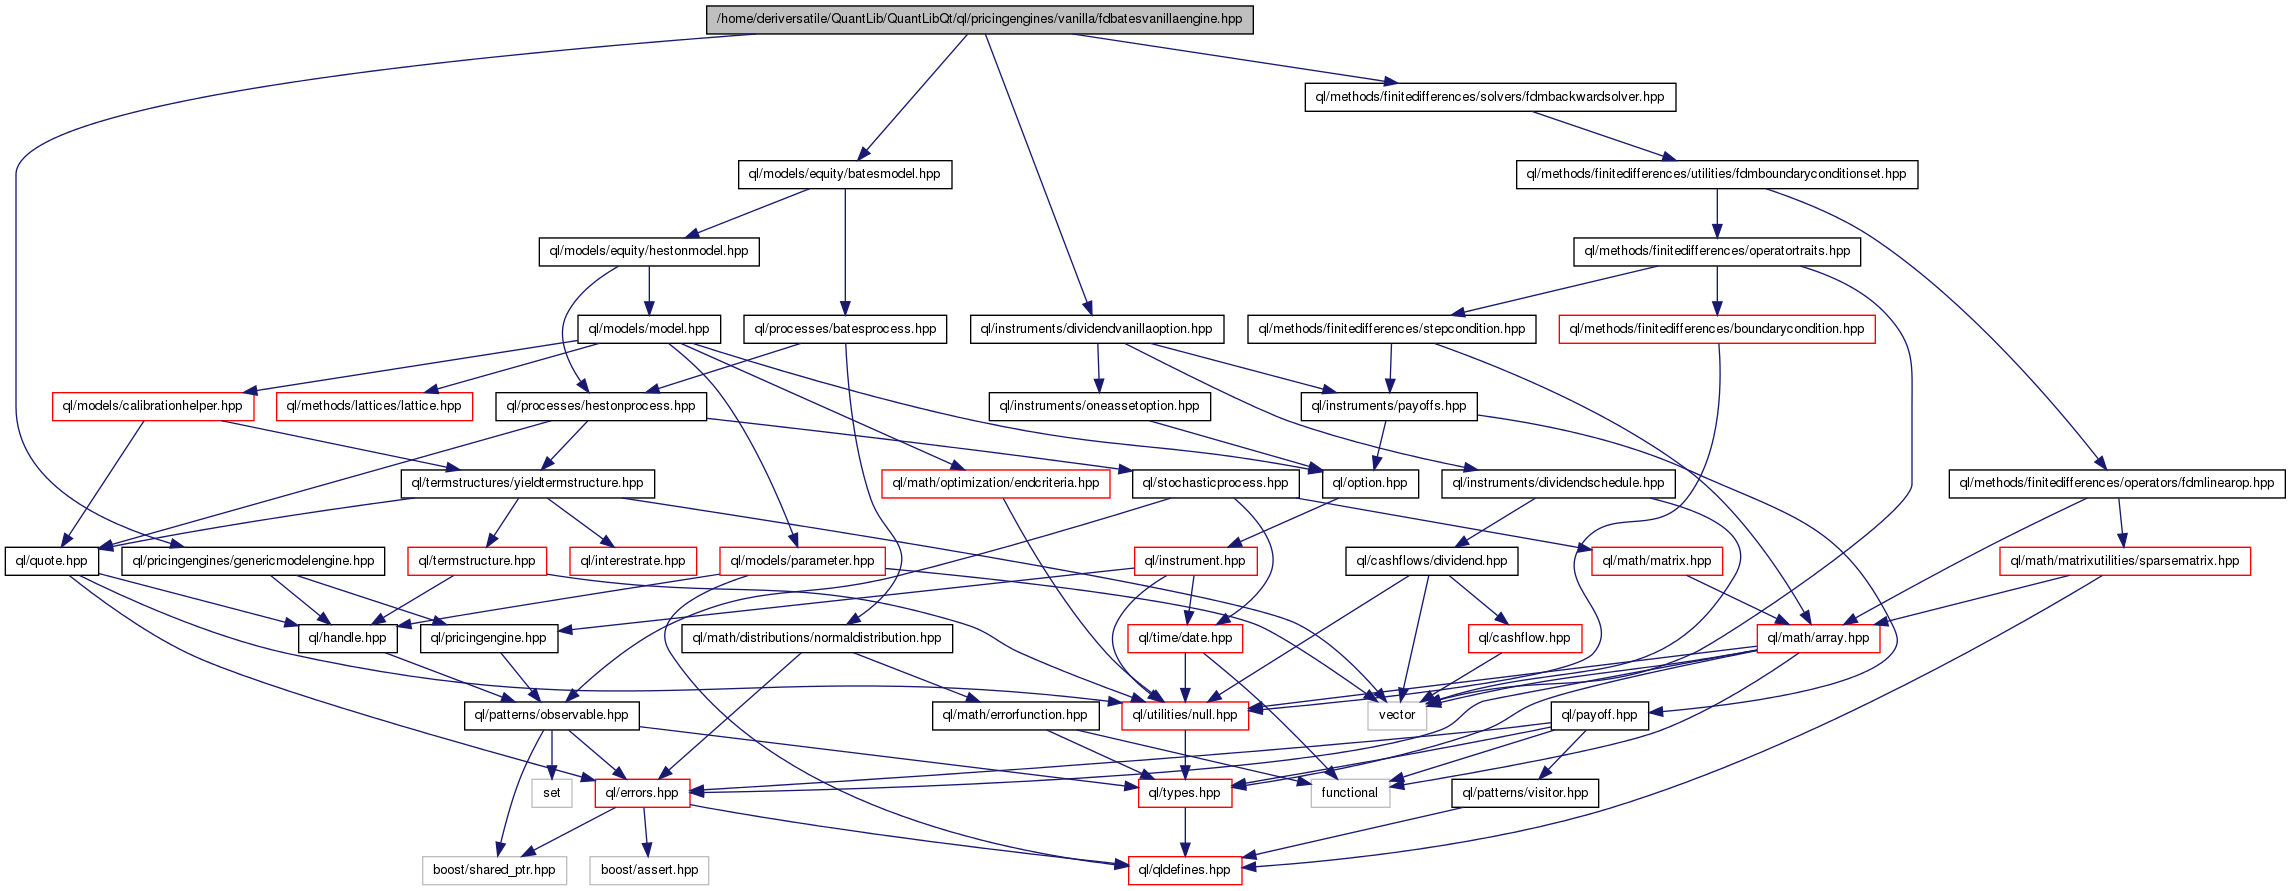 /home/deriversatile/QuantLib/QuantLibQt/ql/pricingengines/vanilla/fdbatesvanillaengine.hpp
ql/methods/finitedifferences/solvers/fdmbackwardsolver.hpp
ql/models/equity/batesmodel.hpp
ql/methods/finitedifferences/utilities/fdmboundaryconditionset.hpp
ql/models/equity/hestonmodel.hpp
ql/methods/finitedifferences/operatortraits.hpp
ql/models/model.hpp
ql/processes/batesprocess.hpp
ql/instruments/dividendvanillaoption.hpp
ql/methods/finitedifferences/stepcondition.hpp
ql/methods/finitedifferences/boundarycondition.hpp
ql/models/calibrationhelper.hpp
ql/methods/lattices/lattice.hpp
ql/processes/hestonprocess.hpp
ql/instruments/oneassetoption.hpp
ql/instruments/payoffs.hpp
ql/termstructures/yieldtermstructure.hpp
ql/math/optimization/endcriteria.hpp
ql/stochasticprocess.hpp
ql/option.hpp
ql/instruments/dividendschedule.hpp
ql/methods/finitedifferences/operators/fdmlinearop.hpp
ql/quote.hpp
ql/pricingengines/genericmodelengine.hpp
ql/termstructure.hpp
ql/interestrate.hpp
ql/models/parameter.hpp
ql/instrument.hpp
ql/cashflows/dividend.hpp
ql/math/matrix.hpp
ql/math/matrixutilities/sparsematrix.hpp
ql/handle.hpp
ql/pricingengine.hpp
ql/math/distributions/normaldistribution.hpp
ql/time/date.hpp
ql/cashflow.hpp
ql/math/array.hpp
ql/patterns/observable.hpp
ql/math/errorfunction.hpp
ql/utilities/null.hpp
vector
ql/payoff.hpp
set
ql/errors.hpp
ql/types.hpp
functional
ql/patterns/visitor.hpp
boost/shared_ptr.hpp
boost/assert.hpp
ql/qldefines.hpp